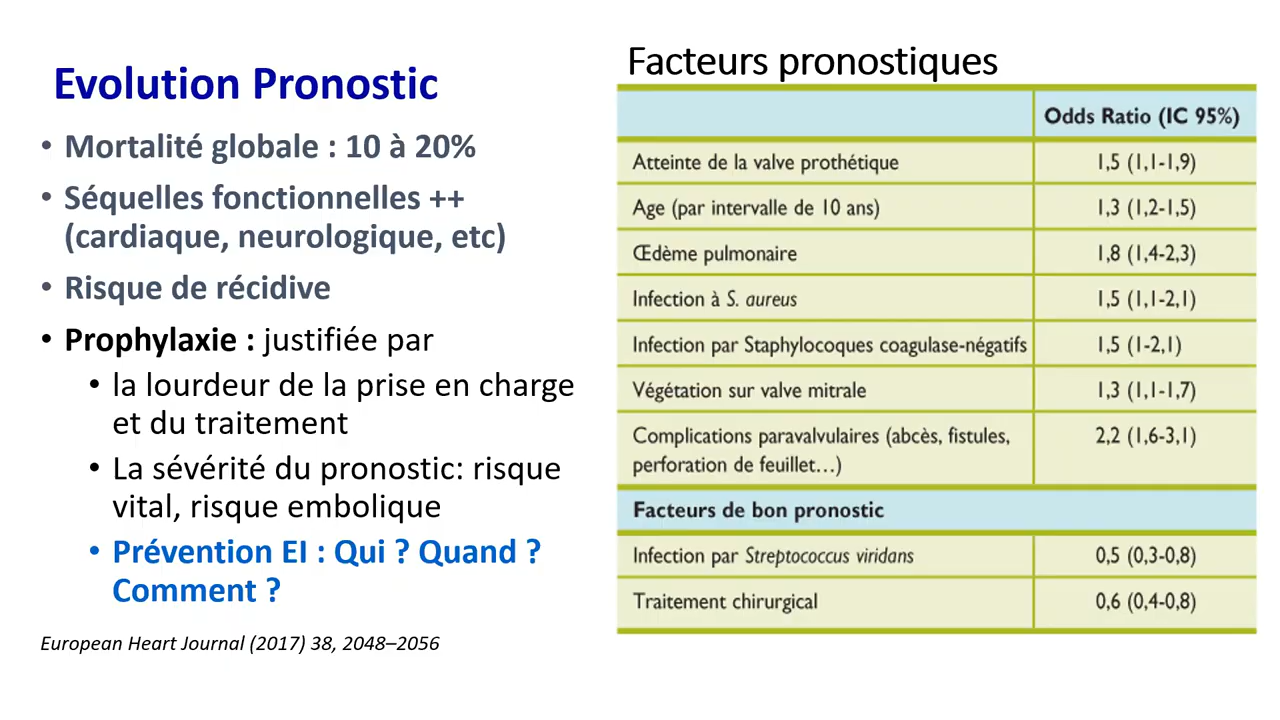 Evolution Pronostic
• Mortalité globale : 10 à 20%
• Séquelles fonctionnelles ++
(cardiaque, neurologique, etc)
• Risque de récidive
• Prophylaxie : justifiée par
• la lourdeur de la prise en charge
et du traitement
• La sévérité du pronostic: risque
vital, risque embolique
• Prévention EI : Qui ? Quand ?
Comment ?
European Heart Journal (2017) 38, 2048–2056
Facteurs pronostiques
Odds Ratio (IC 95%)
Atteinte de la valve prothétique 1,5 (1,1-1,9)
Age (par intervalle de 10 ans) 1,3 (1,2-1,5)
Œdème pulmonaire 1,8 (1,4-2,3)
Infection à S. aureus 1,5 (1,1-2,1)
Infection par Staphylocoques coagulase-négatifs 1,5 (1-2,1)
Végétation sur valve mitrale 1,3 (1,1-1,7)
Complications paravalvulaires (abcès, fistules, 2,2 (1,6-3,1)
perforation de feuillet…)
Facteurs de bon pronostic
Infection par Streptococcus viridans 0,5 (0,3-0,8)
Traitement chirurgical 0,6 (0,4-0,8)